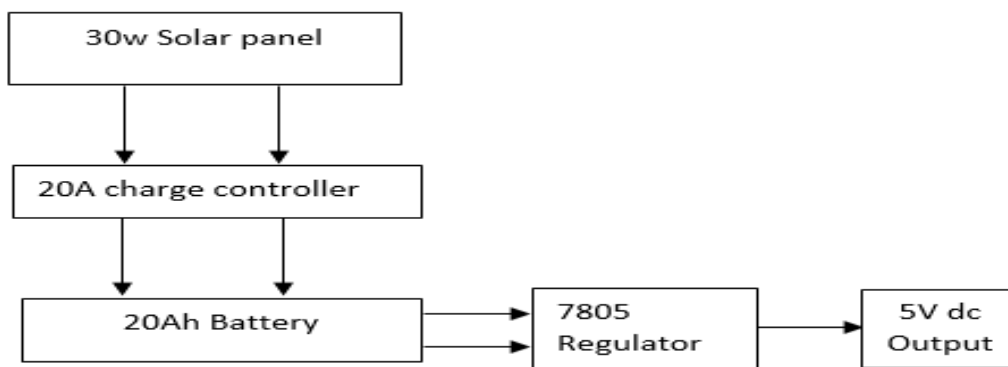 30w Solar panel
20A charge controller
20Ah Battery
7805
Regulator
5V dc
Output